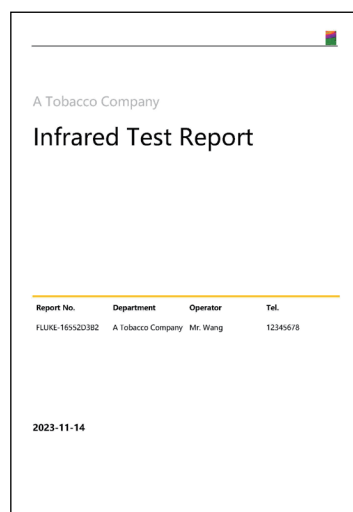 A Tobacco Company
Infrared Test Report
Report No. Department Operator Tel.
FLUKE-16552D3B2 A Tobacco Company Mr. Wang 12345678
2023-11-14